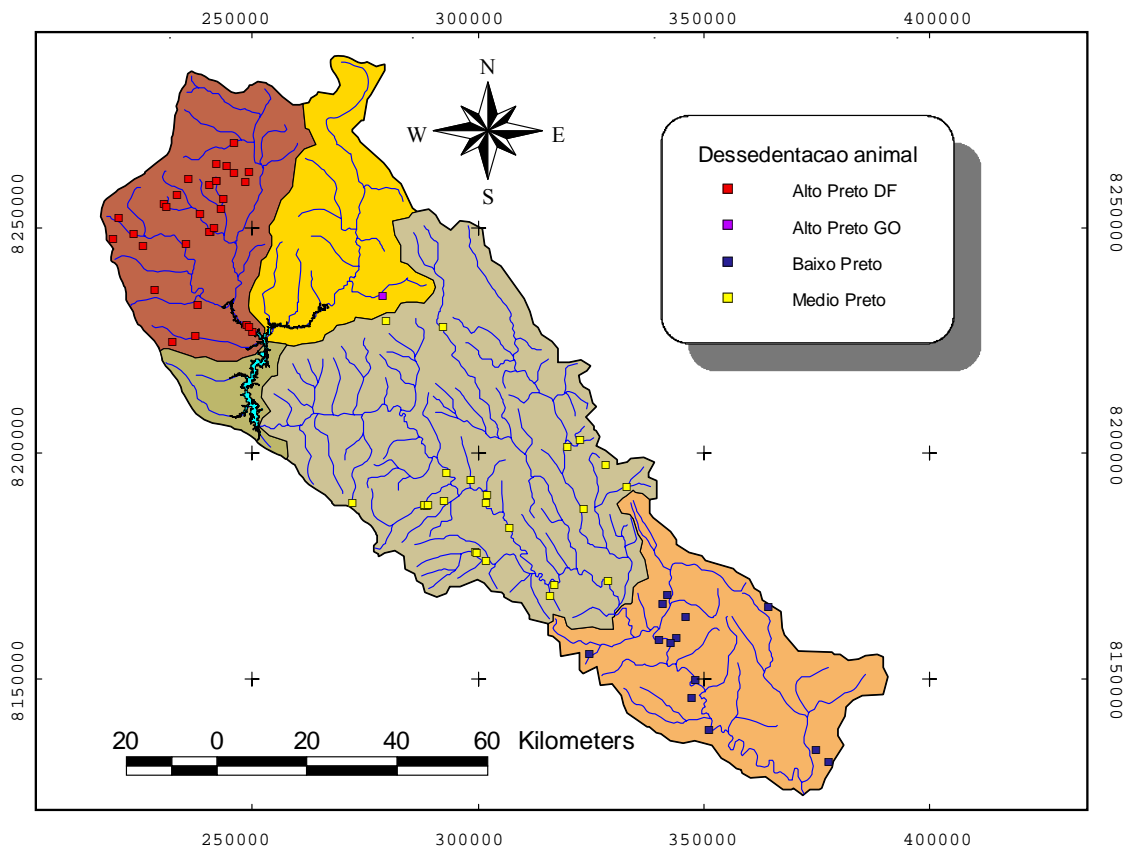 250000 300000 350000 400000
N
W E
S
Dessedentacao animal
Alto Preto DF
Alto Preto GO
Baixo Preto
Medio Preto
8250000 8250000
8200000 8200000
8150000 8150000
20 0 20 40 60 Kilometers
250000 300000 350000 400000